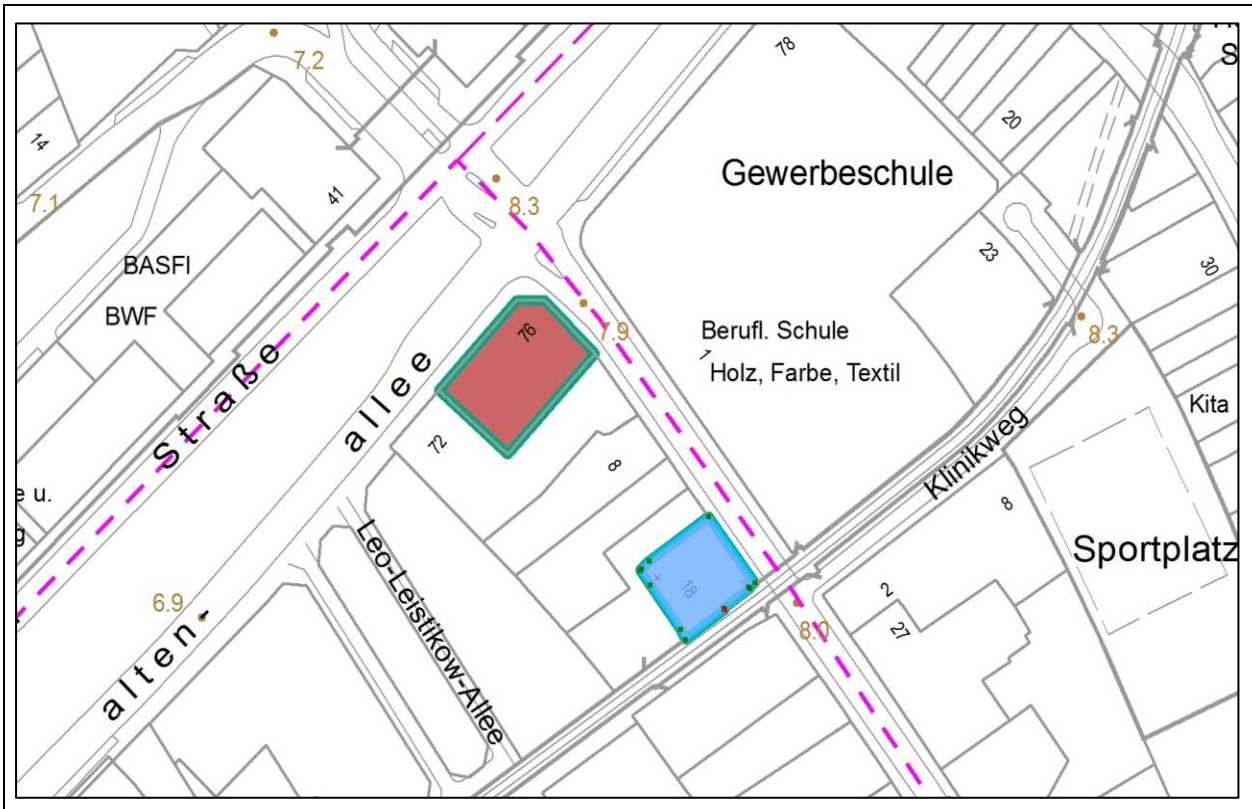 78
7.2
S
14
20
7.1
41
8.3
Gewerbeschule
23
30
BASFI
BWF
76
7.9
Berufl. Schule
1
Holz, Farbe, Textil
8.3
Straße
allee
72
8
Kita
Klinikweg
e u.
g
8
Sportplatz
Leo-Leistikow-Allee
18
6.9
alten
2
27
8.0